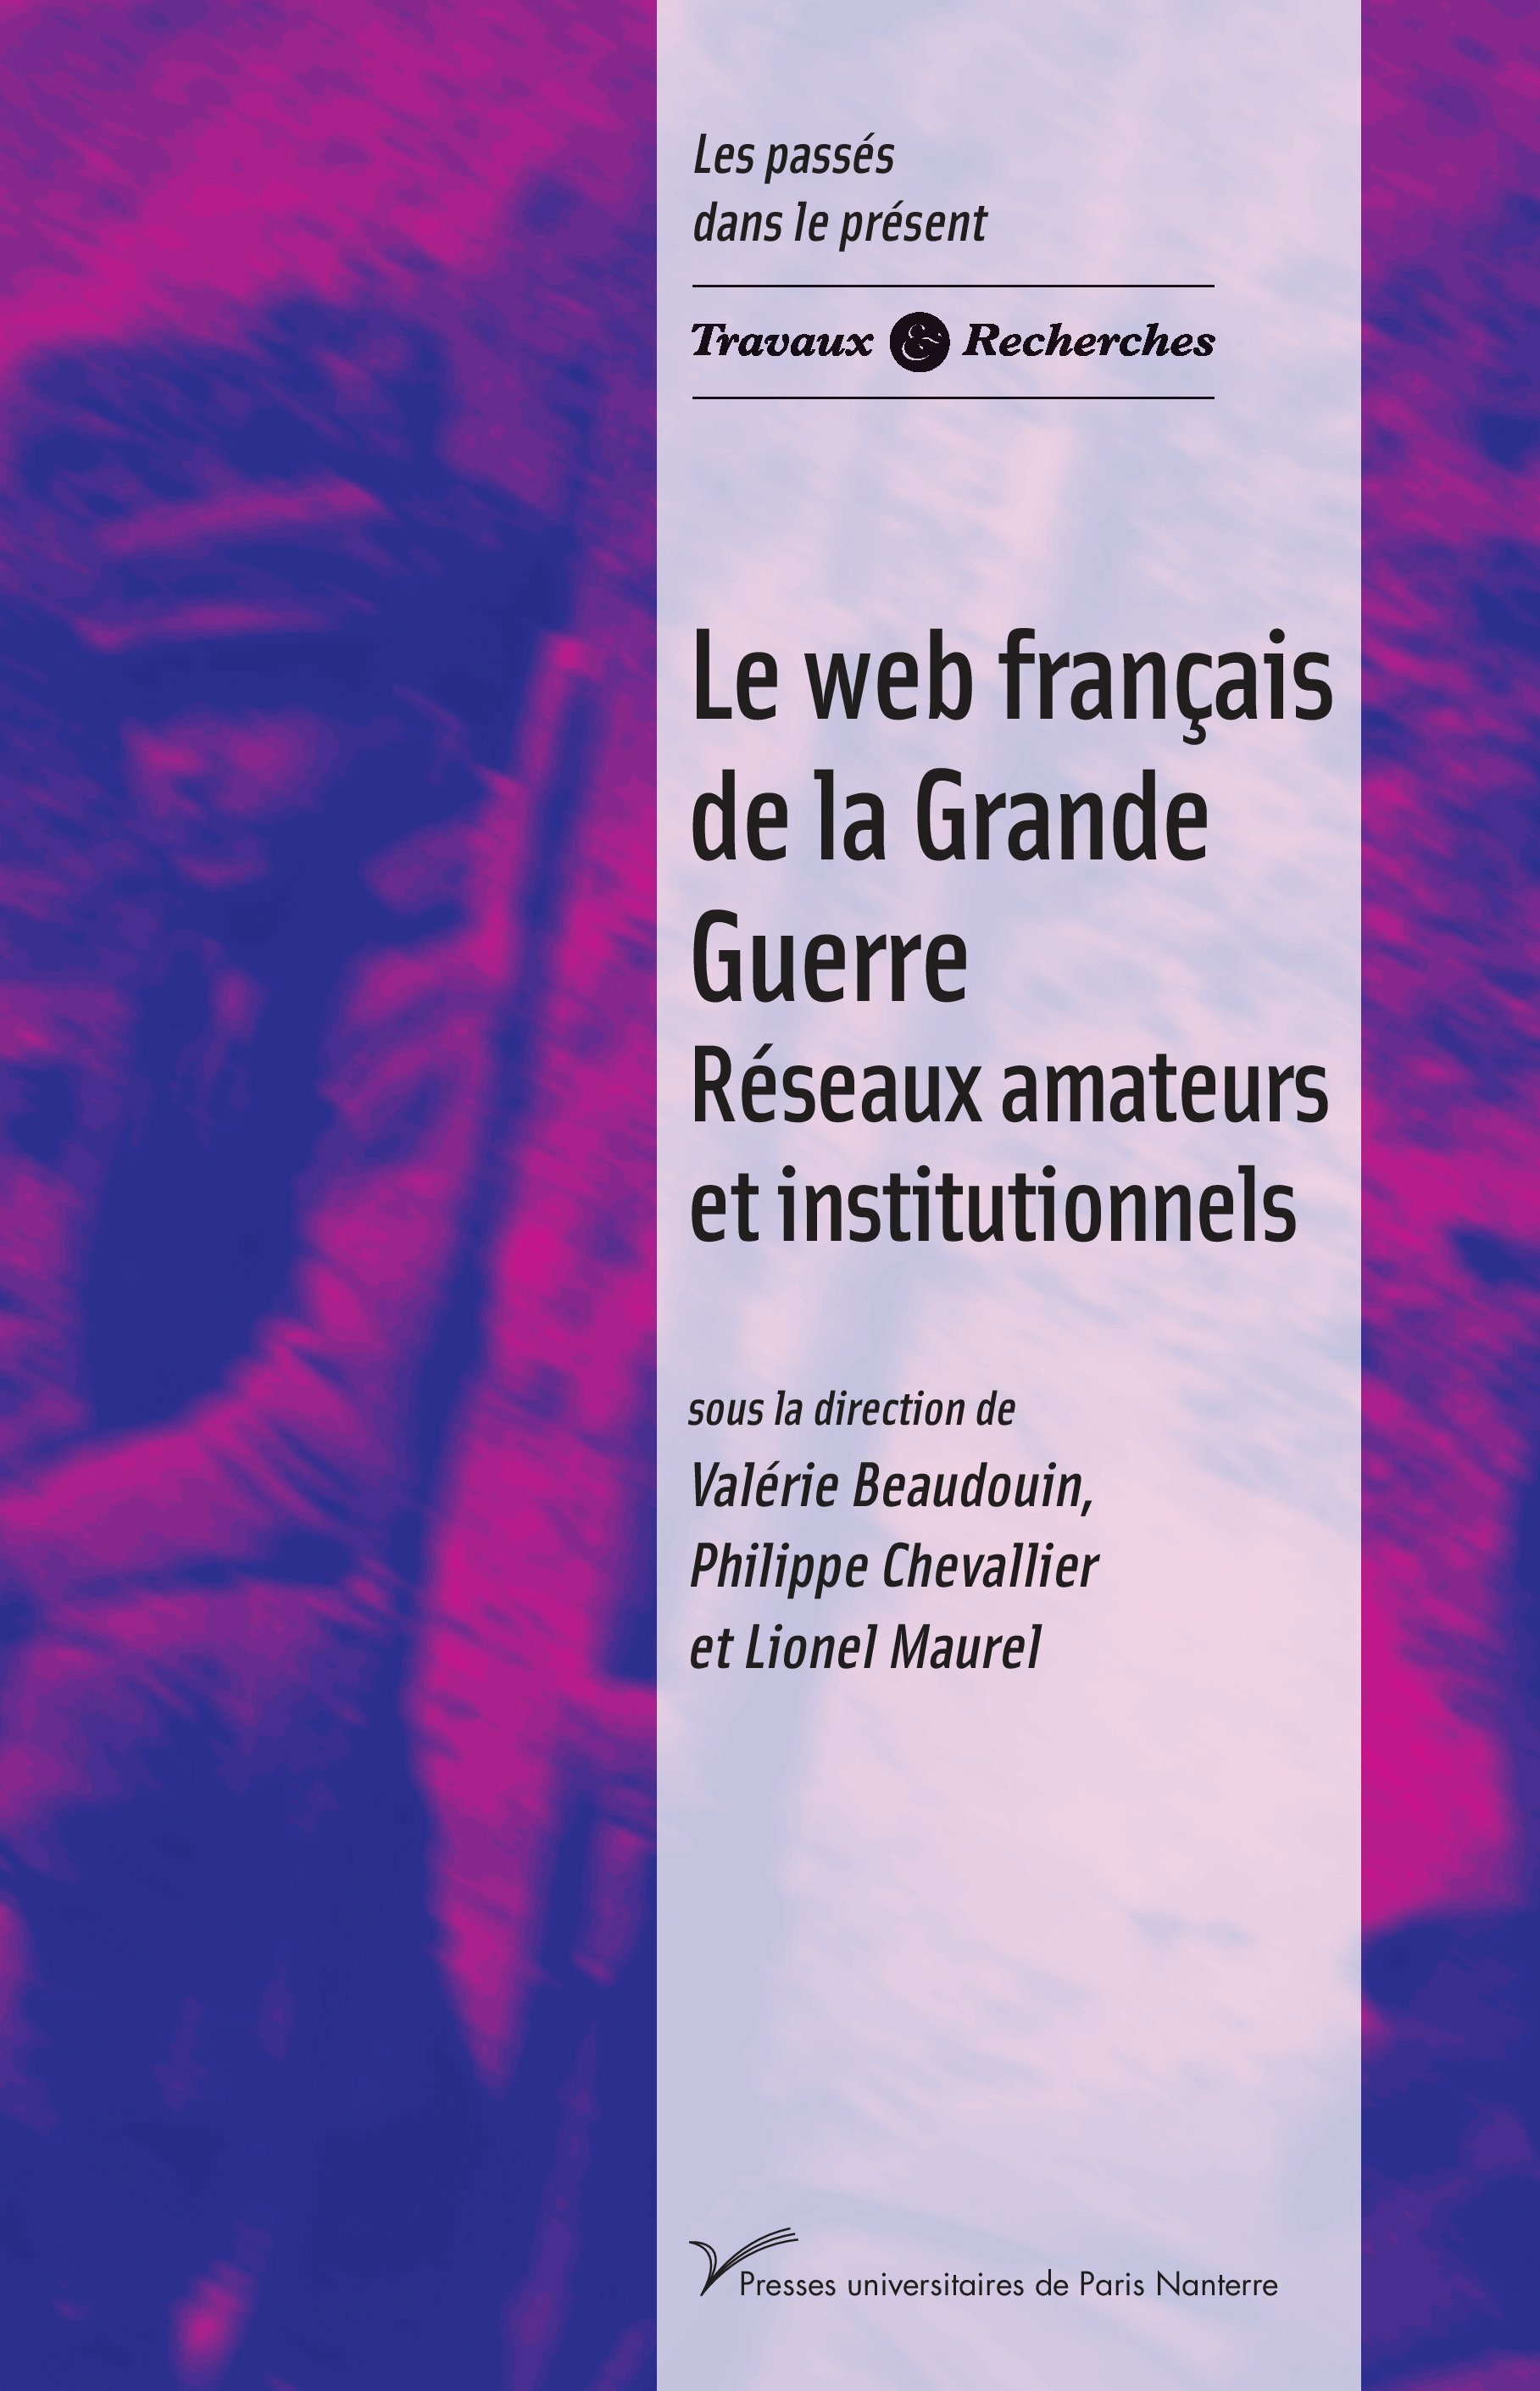 Les passés
dans le présent
Travaux & Recherches
Le web français
de la Grande
Guerre
Réseaux amateurs
et institutionnels
sous la direction de
Valérie Beaudouin,
Philippe Chevallier
et Lionel Maurel
Presses universitaires de Paris Nanterre